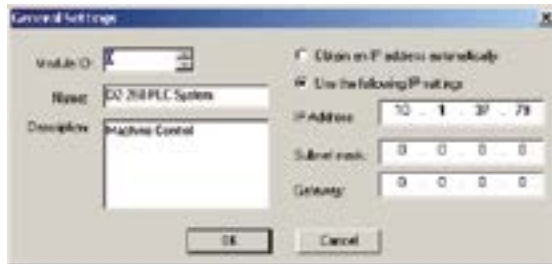 General Settings
Module ID:
Obtain an IP address automatically
Use the following IP settings
Name: D2-260 PLC System
IP Address: 10 . 1 . 37 . 79
Description: Machine Control
Subnet mask: 0 . 0 . 0 . 0
Gateway: 0 . 0 . 0 . 0
OK Cancel